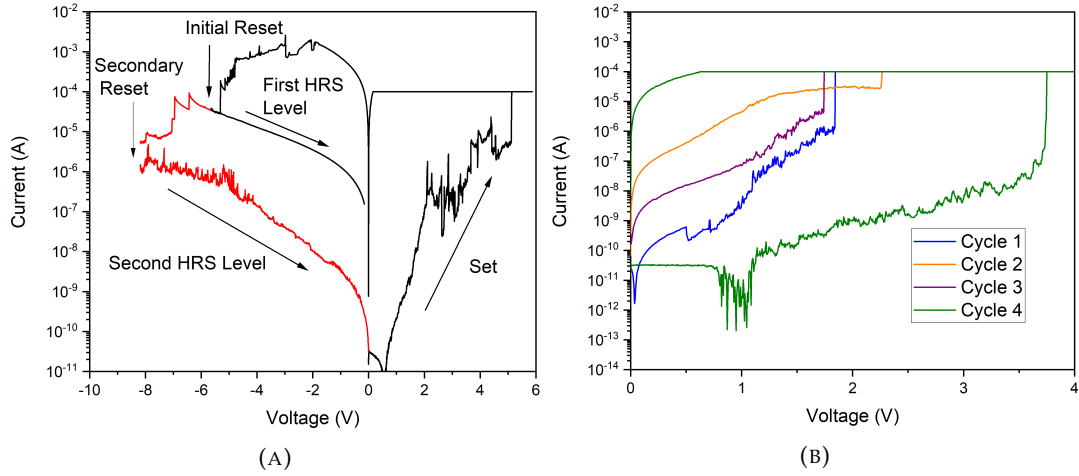 A)
B)
10⁻²
10⁻³
10⁻⁴
10⁻⁵
10⁻⁶
10⁻⁷
10⁻⁸
10⁻⁹
10⁻¹⁰
10⁻¹¹
Current (A)
Initial Reset
Secondary
Reset
First HRS
Level
Second HRS Level
Set
-10 -8 -6 -4 -2 0 2 4 6
Voltage (V)
(A)
10⁻²
10⁻³
10⁻⁴
10⁻⁵
10⁻⁶
10⁻⁷
10⁻⁸
10⁻⁹
10⁻¹⁰
10⁻¹¹
10⁻¹²
10⁻¹³
10⁻¹⁴
Current (A)
Cycle 1
Cycle 2
Cycle 3
Cycle 4
0 1 2 3 4
Voltage (V)
(B)